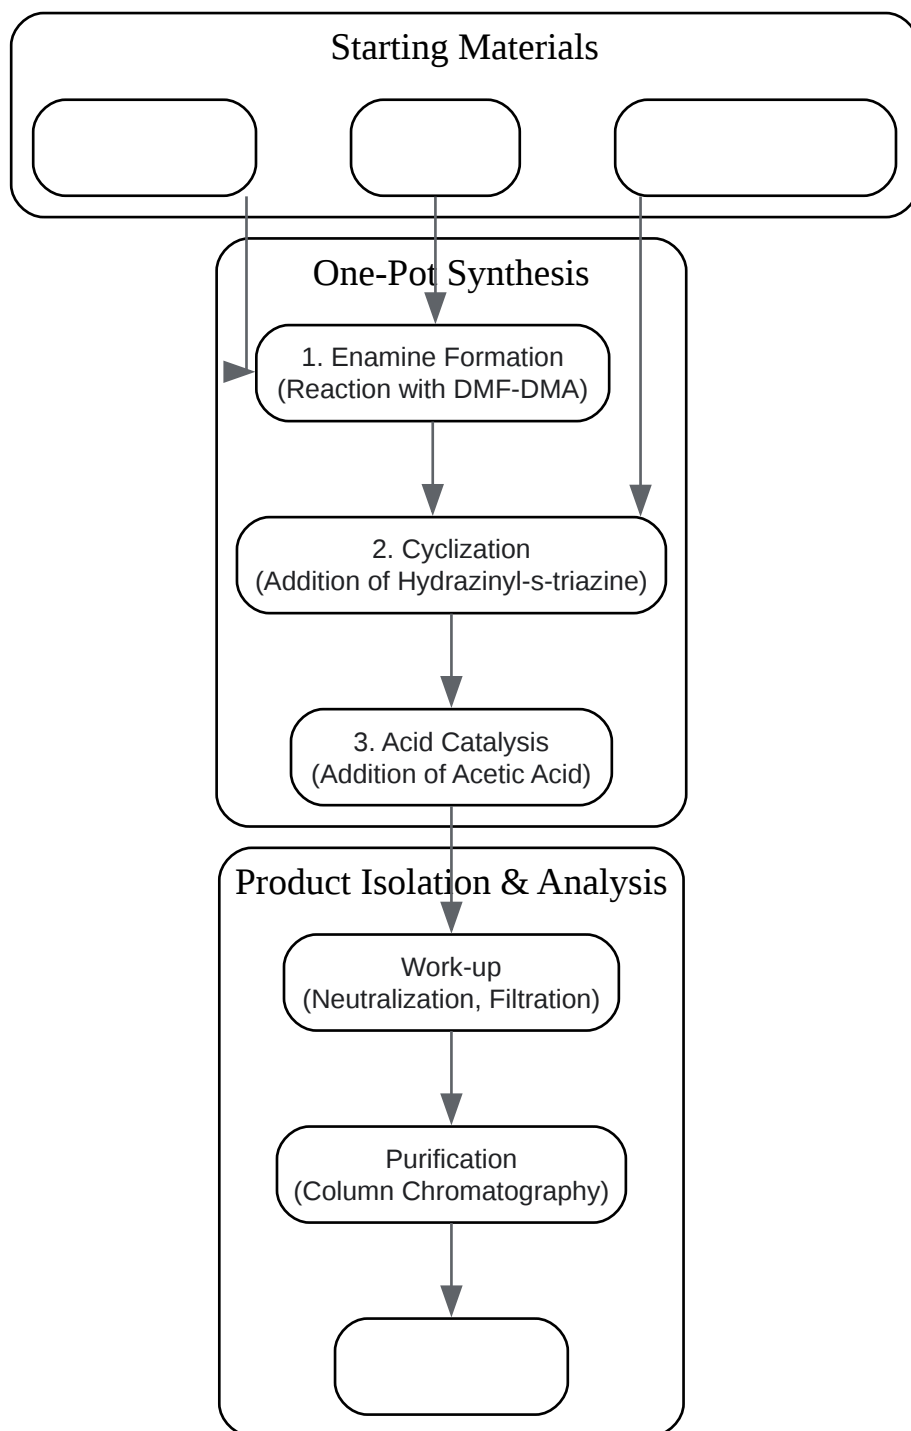 Starting Materials
One-Pot Synthesis
1. Enamine Formation
(Reaction with DMF-DMA)
2. Cyclization
(Addition of Hydrazinyl-s-triazine)
3. Acid Catalysis
(Addition of Acetic Acid)
Product Isolation & Analysis
Work-up
(Neutralization, Filtration)
Purification
(Column Chromatography)